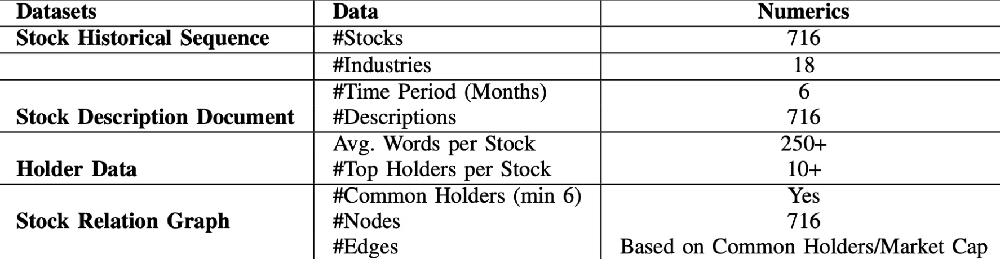 Datasets Data Numerics
Stock Historical Sequence #Stocks 716
#Industries 18
#Time Period (Months) 6
Stock Description Document #Descriptions 716
Avg. Words per Stock 250+
Holder Data #Top Holders per Stock 10+
#Common Holders (min 6) Yes
Stock Relation Graph #Nodes 716
#Edges Based on Common Holders/Market Cap